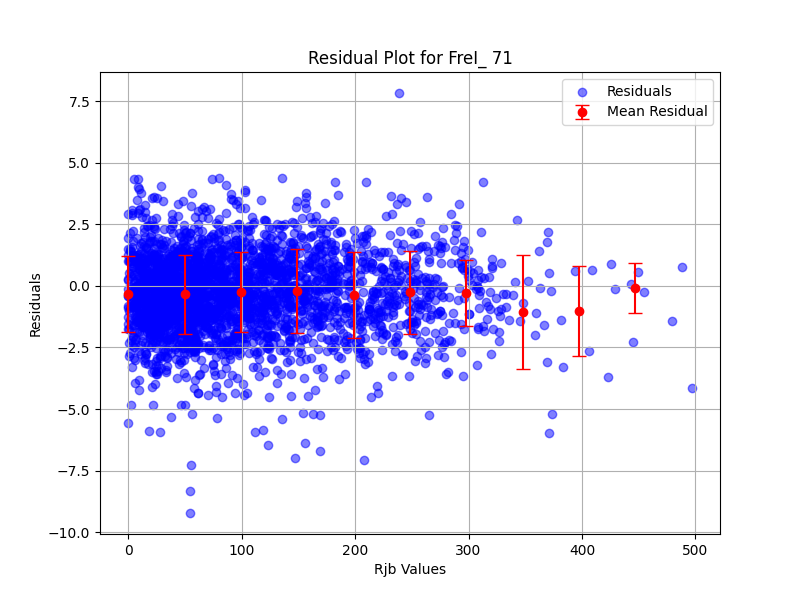 Residual Plot for FreI_ 71
Residuals
Mean Residual
7.5
5.0
2.5
0.0
−2.5
−5.0
−7.5
−10.0
Residuals
0 100 200 300 400 500
Rjb Values